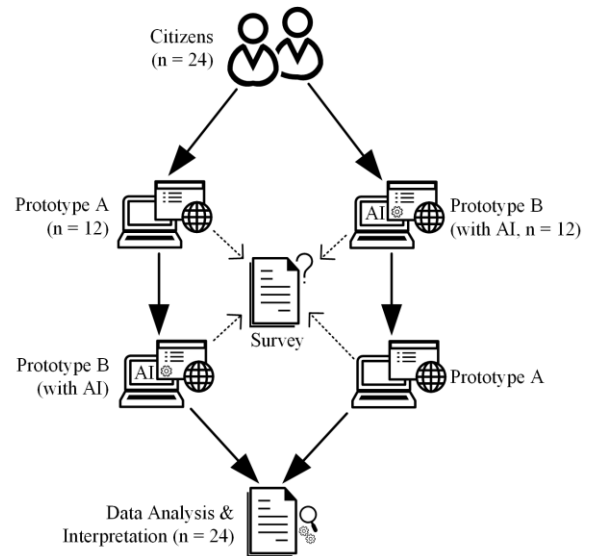 Citizens
(n = 24)
Prototype A
(n = 12)
AI
Prototype B
(with AI, n = 12)
?
Survey
Prototype B
(with AI)
AI
Prototype A
Data Analysis &
Interpretation (n = 24)